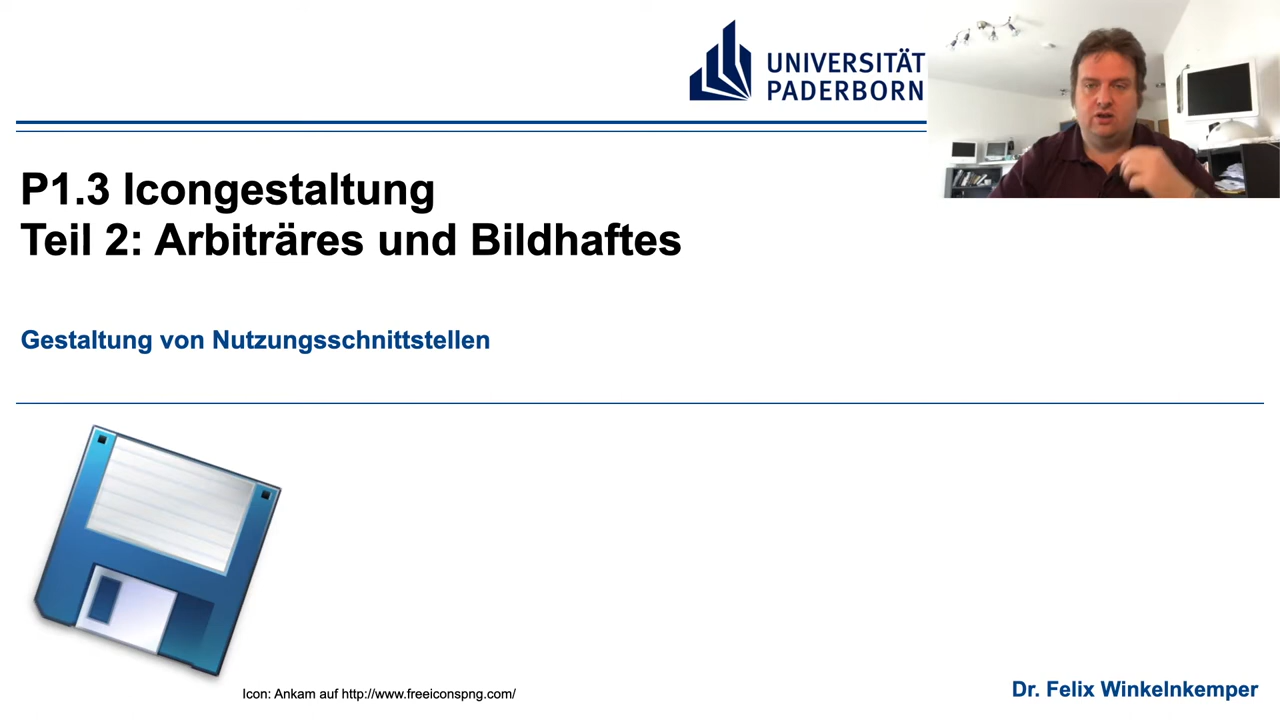 UNIVERSITÄT
PADERBORN
P1.3 Icongestaltung
Teil 2: Arbiträres und Bildhaftes
Gestaltung von Nutzungsschnittstellen
Icon: Ankam auf http://www.freeiconspng.com/
Dr. Felix Winkelnkemper